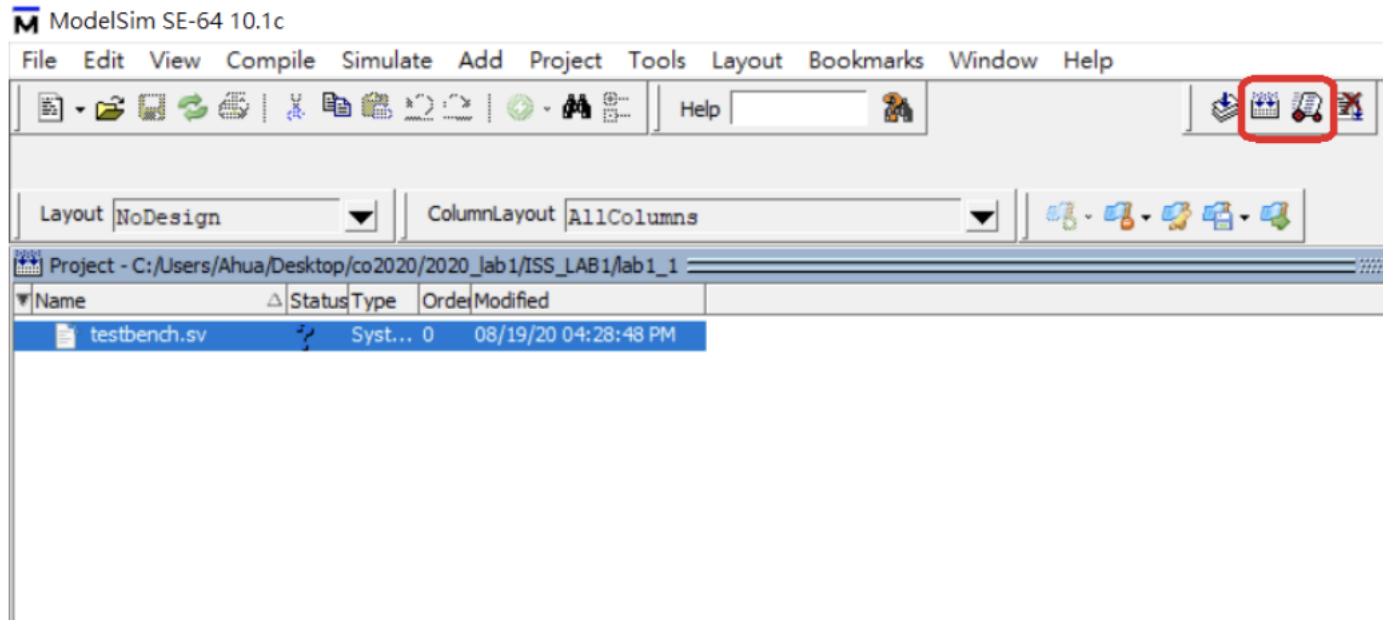 ModelSim SE-64 10.1c
File Edit View Compile Simulate Add Project Tools Layout Bookmarks Window Help
Help
Layout NoDesign ColumnLayout AllColumns
Project - C:/Users/Ahua/Desktop/co2020/2020_lab1/ISS_LAB1/lab1_1
Name Status Type Order Modified
testbench.sv ? Syst... 0 08/19/20 04:28:48 PM